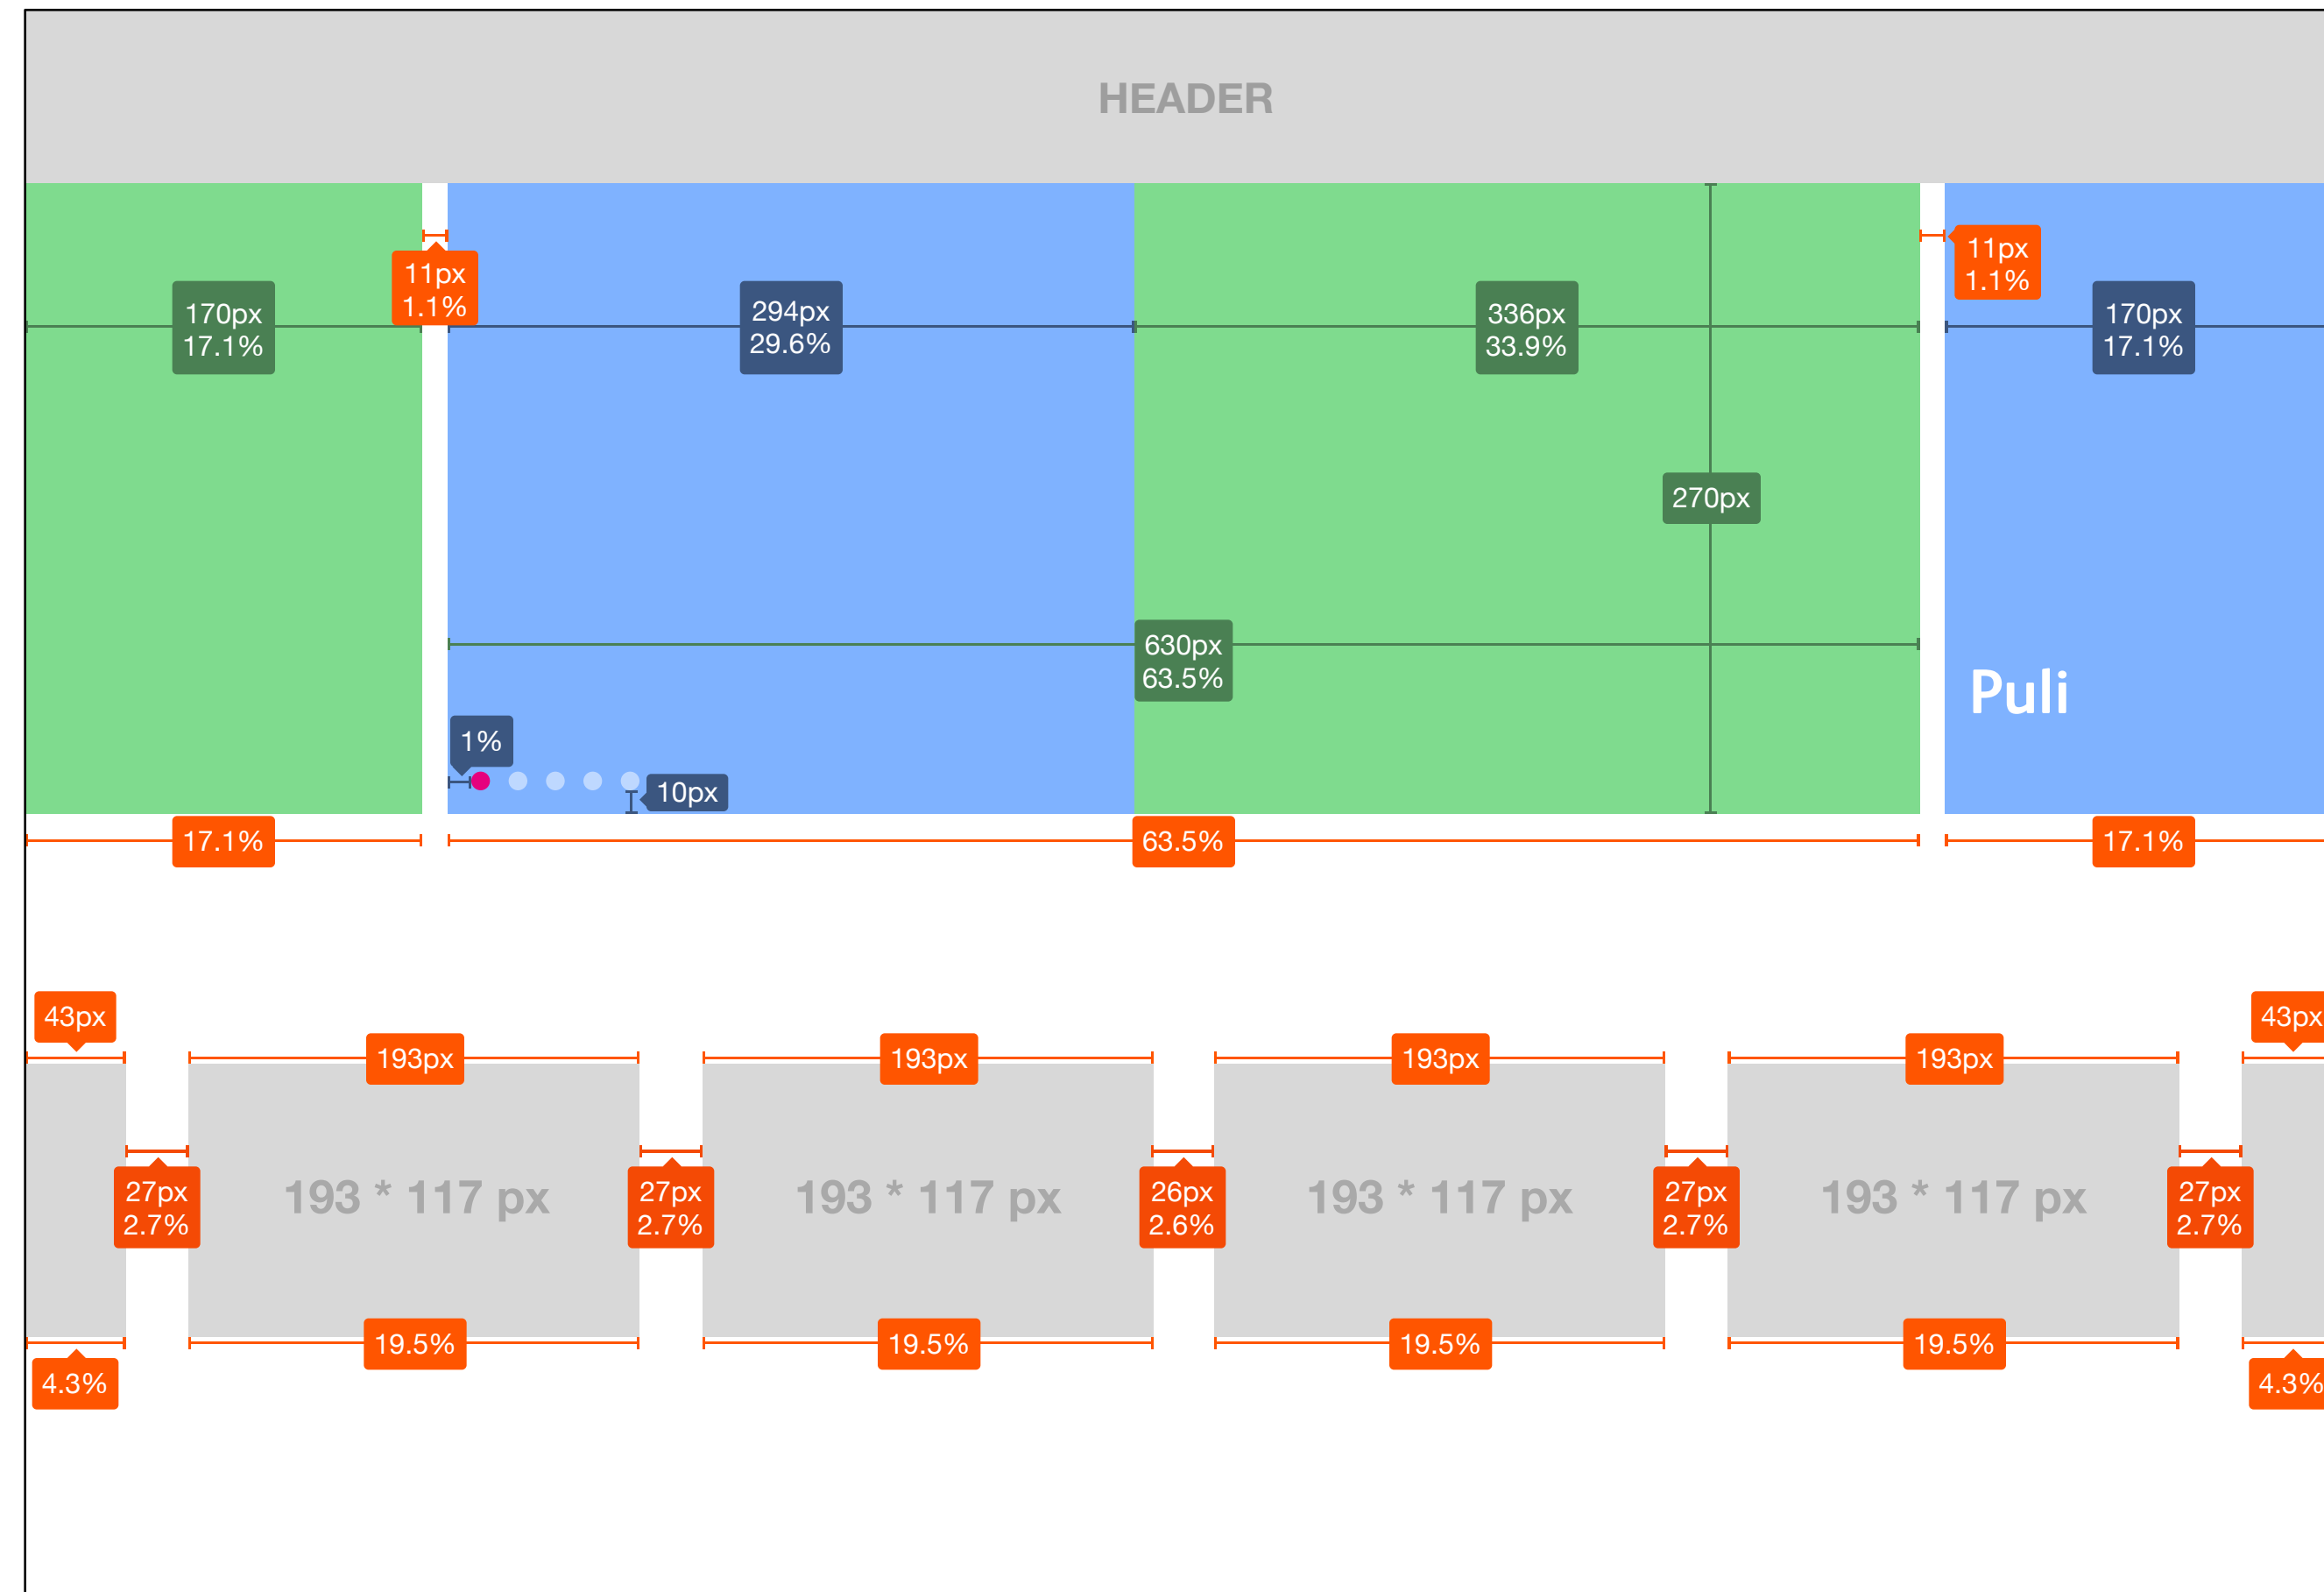 HEADER
11px
1.1%
11px
1.1%
170px
17.1%
294px
29.6%
336px
33.9%
170px
17.1%
270px
630px
63.5%
Puli
1%
10px
17.1%
63.5%
17.1%
43px
43px
193px
193px
193px
193px
27px
2.7%
193 * 117 px
27px
2.7%
193 * 117 px
26px
2.6%
193 * 117 px
27px
2.7%
193 * 117 px
27px
2.7%
19.5%
19.5%
19.5%
19.5%
4.3%
4.3%